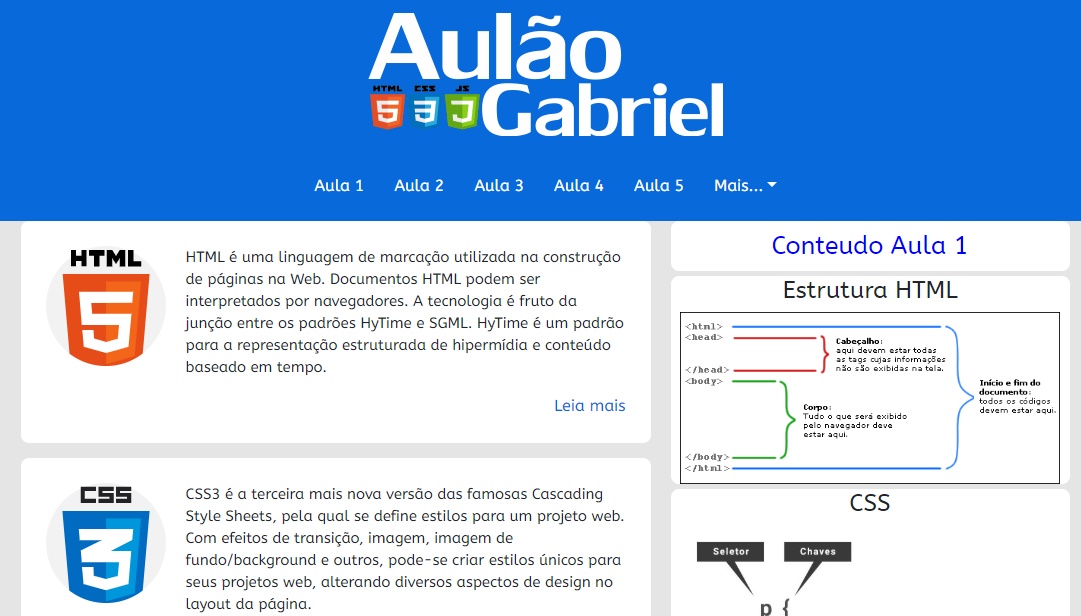 Aulão
HTML CSS JS
5 3 J Gabriel
Aula 1 Aula 2 Aula 3 Aula 4 Aula 5 Mais...
HTML
5
HTML é uma linguagem de marcação utilizada na construção
de páginas na Web. Documentos HTML podem ser
interpretados por navegadores. A tecnologia é fruto da
junção entre os padrões HyTime e SGML. HyTime é um padrão
para a representação estruturada de hipermídia e conteúdo
baseado em tempo.
Leia mais
CSS
3
CSS3 é a terceira mais nova versão das famosas Cascading
Style Sheets, pela qual se define estilos para um projeto web.
Com efeitos de transição, imagem, imagem de
fundo/background e outros, pode-se criar estilos únicos para
seus projetos web, alterando diversos aspectos de design no
layout da página.
Conteudo Aula 1
Estrutura HTML
<html>
<head>
Cabeçalho:
aqui devem estar todas
as tags cujas informações
não são exibidas na tela.
</head>
<body>
Corpo:
Tudo o que será exibido
pelo navegador deve
estar aqui.
</body>
</html>
Início e fim do
documento:
todos os códigos
devem estar aqui.
CSS
Seletor Chaves
p {